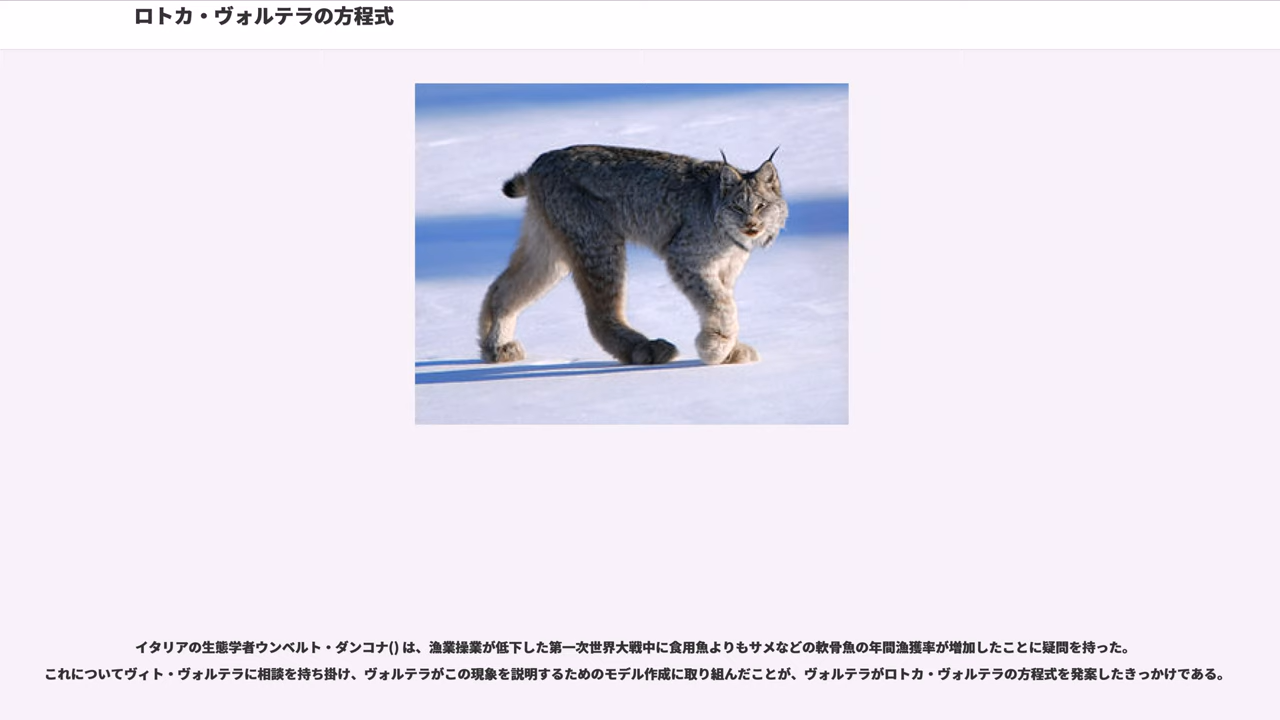 ロトカ・ヴォルテラの方程式
イタリアの生態学者ウンベルト・ダンコナ() は、漁業操業が低下した第一次世界大戦中に食用魚よりもサメなどの軟骨魚の年間漁獲率が増加したことに疑問を持った。
これについてヴィト・ヴォルテラに相談を持ち掛け、ヴォルテラがこの現象を説明するためのモデル作成に取り組んだことが、ヴォルテラがロトカ・ヴォルテラの方程式を発案したきっかけである。